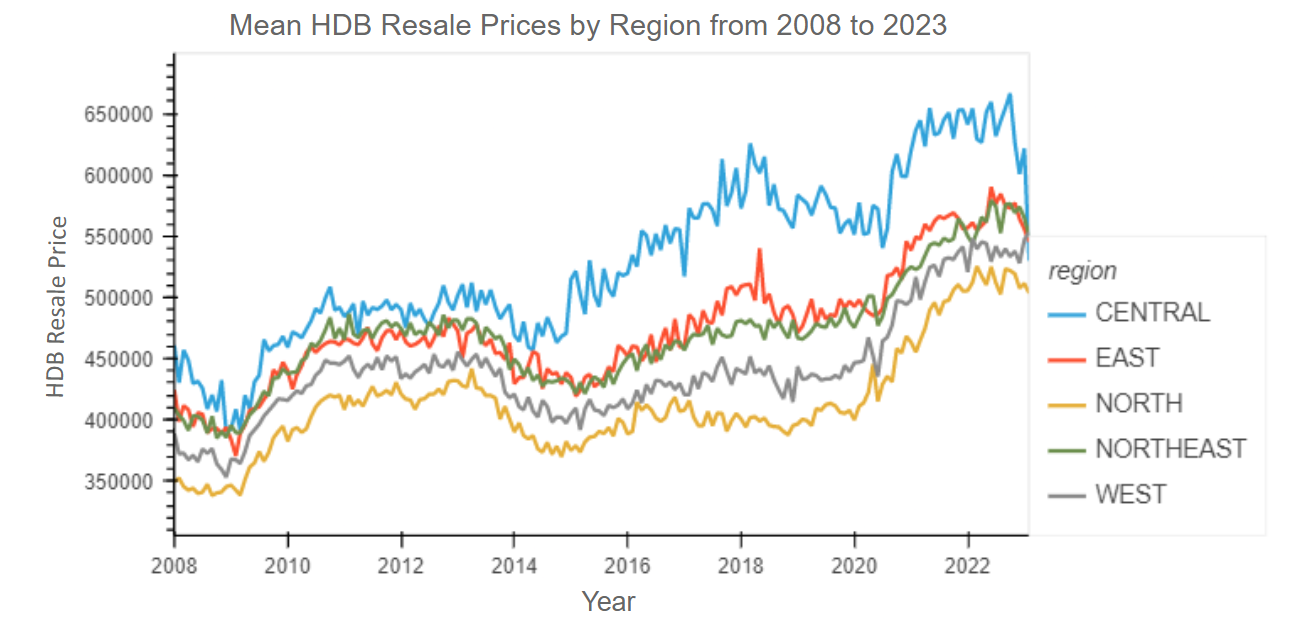 Mean HDB Resale Prices by Region from 2008 to 2023
HDB Resale Price
650000
600000
550000
500000
450000
400000
350000
2008 2010 2012 2014 2016 2018 2020 2022
Year
region
CENTRAL
EAST
NORTH
NORTHEAST
WEST